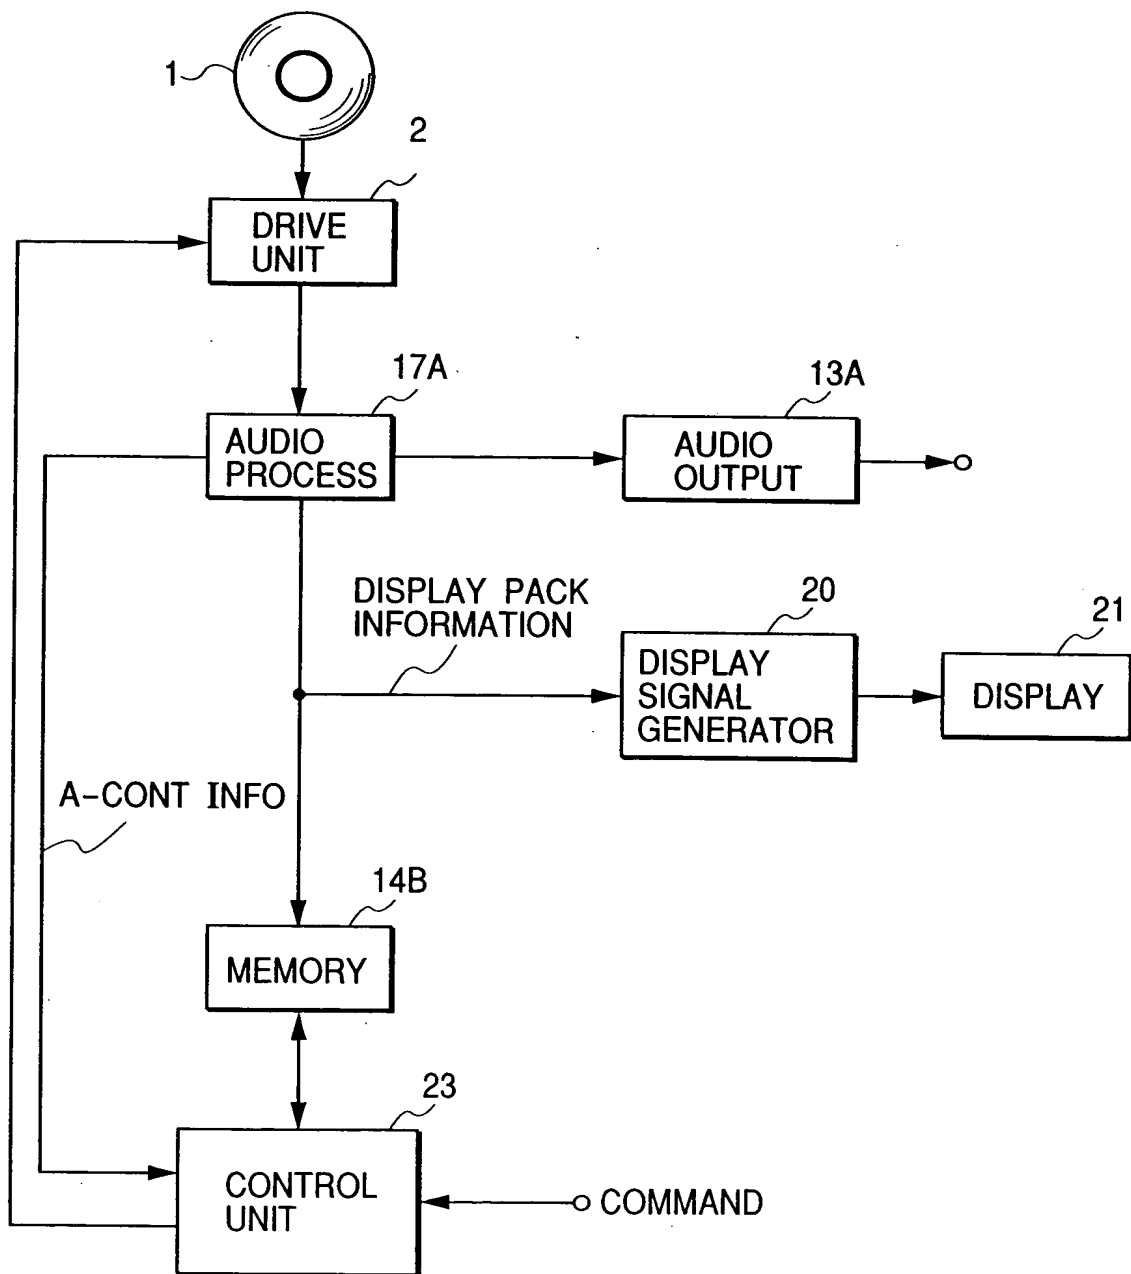 1
2
DRIVE
UNIT
17A
13A
AUDIO
PROCESS
AUDIO
OUTPUT
DISPLAY PACK
INFORMATION
20
21
DISPLAY
SIGNAL
GENERATOR
DISPLAY
A-CONT INFO
14B
MEMORY
23
CONTROL
UNIT
COMMAND